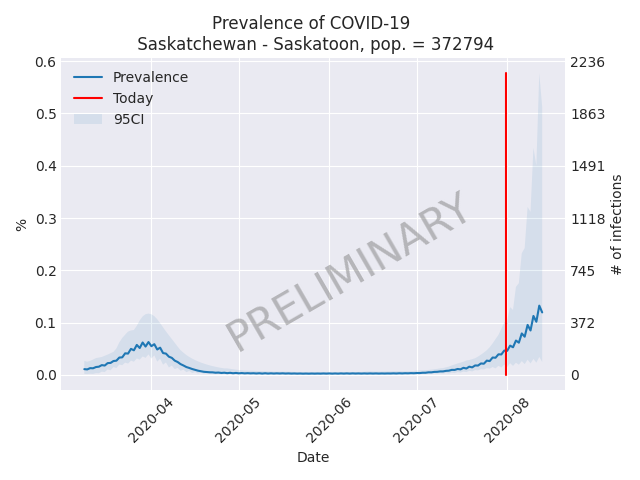 Prevalence of COVID-19
Saskatchewan - Saskatoon, pop. = 372794
Prevalence
Today
95CI
0.6
0.5
0.4
0.3
0.2
0.1
0.0
%
2236
1863
1491
1118
745
372
0
# of infections
PRELIMINARY
2020-04
2020-05
2020-06
2020-07
2020-08
Date